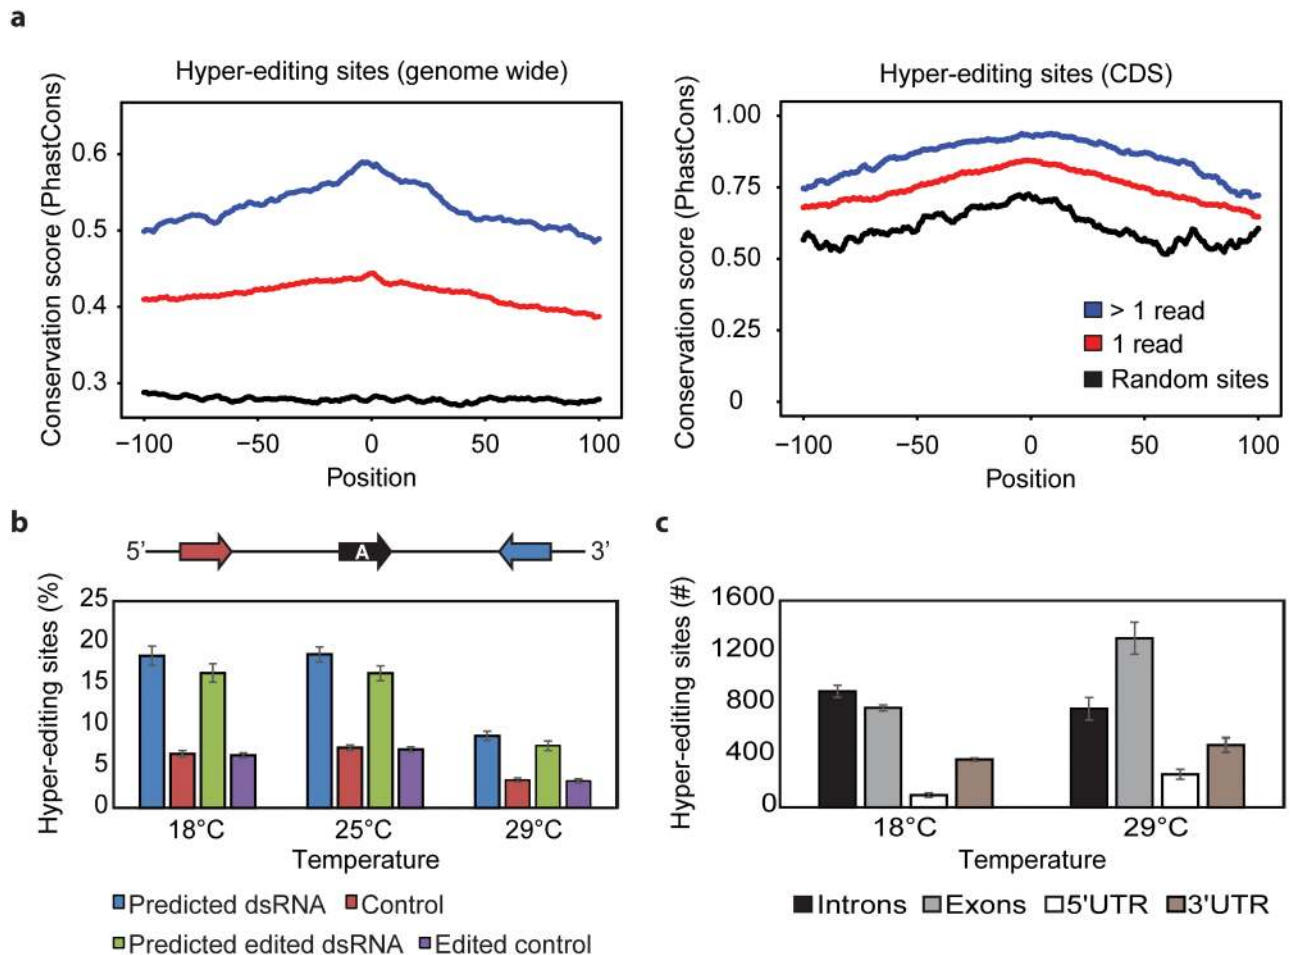 a
Hyper-editing sites (genome wide)
Conservation score (PhastCons)
0.6
0.5
0.4
0.3
−100
−50
0
50
100
Position
Hyper-editing sites (CDS)
Conservation score (PhastCons)
1.00
0.75
0.50
0.25
0
> 1 read
1 read
Random sites
−100
−50
0
50
100
Position
b
5’
A
3’
Hyper-editing sites (%)
25
20
15
10
5
0
18°C
25°C
29°C
Temperature
Predicted dsRNA
Control
Predicted edited dsRNA
Edited control
c
Hyper-editing sites (#)
1600
1200
800
400
0
18°C
29°C
Temperature
Introns
Exons
5'UTR
3'UTR